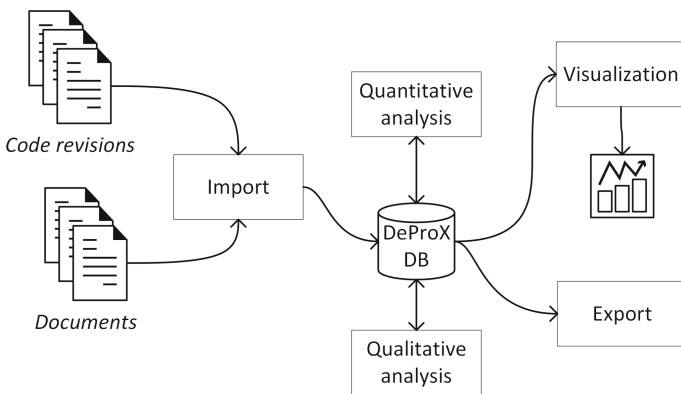 Code revisions
Documents
Import
Quantitative
analysis
DeProX
DB
Qualitative
analysis
Visualization
Export